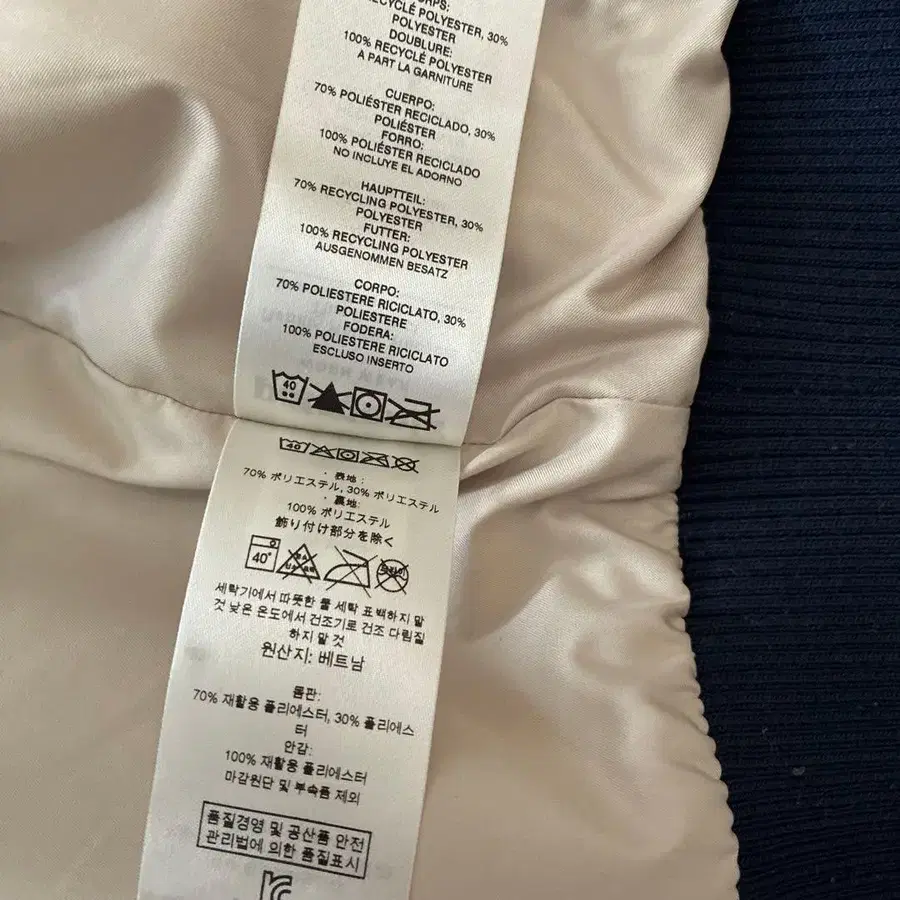 CORPS:
RECYCLÉ POLYESTER, 30%
POLYESTER
DOUBLURE:
100% RECYCLÉ POLYESTER
A PART LA GARNITURE
CUERPO:
70% POLIÉSTER RECICLADO, 30%
POLIÉSTER
FORRO:
100% POLIÉSTER RECICLADO
NO INCLUYE EL ADORNO
HAUPTTEIL:
70% RECYCLING POLYESTER, 30%
POLYESTER
FUTTER:
100% RECYCLING POLYESTER
AUSGENOMMEN BESATZ
CORPO:
70% POLIESTERE RICICLATO, 30%
POLIESTERE
FODERA:
100% POLIESTERE RICICLATO
ESCLUSO INSERTO
40
40
・表地:
70% ポリエステル, 30% ポリエステル
・裏地:
100% ポリエステル
飾り付け部分を除く
40°
세탁기에서 따뜻한 물 세탁 표백하지 말
것 낮은 온도에서 건조기로 건조 다림질
하지 말 것
원산지: 베트남
몸판:
70% 재활용 폴리에스터, 30% 폴리에스
터
안감:
100% 재활용 폴리에스터
마감원단 및 부속품 제외
품질경영 및 공산품 안전
관리법에 의한 품질표시